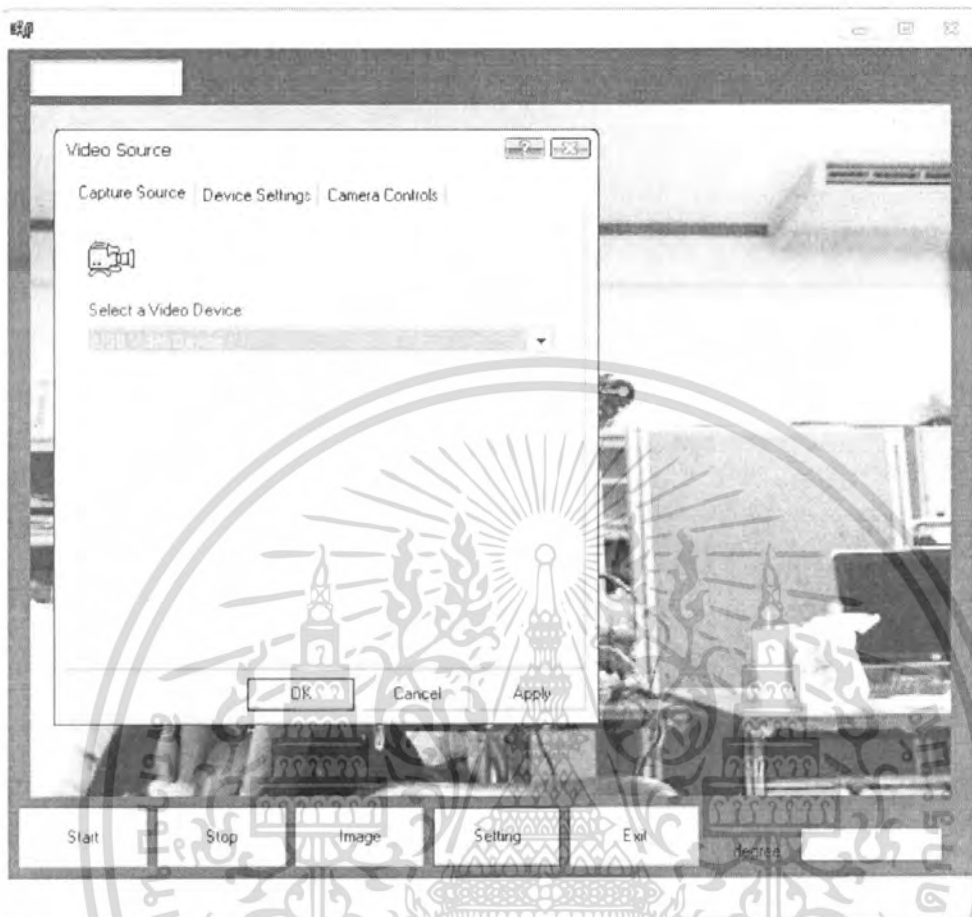 Video Source
Capture Source Device Settings Camera Controls
Select a Video Device
OK Cancel Apply
Start Stop Image Setting Exit degree